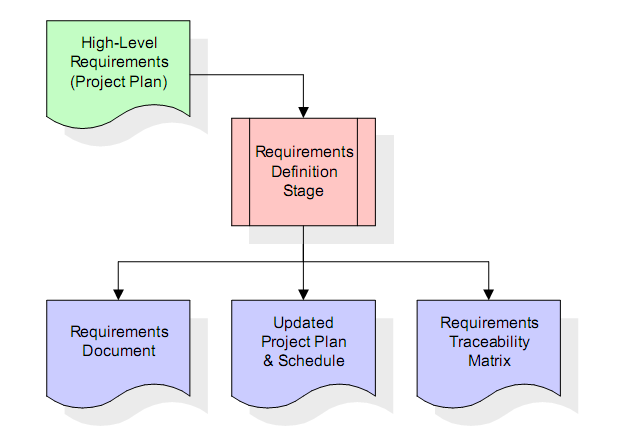 High-Level
Requirements
(Project Plan)
Requirements
Definition
Stage
Requirements
Document
Updated
Project Plan
& Schedule
Requirements
Traceability
Matrix